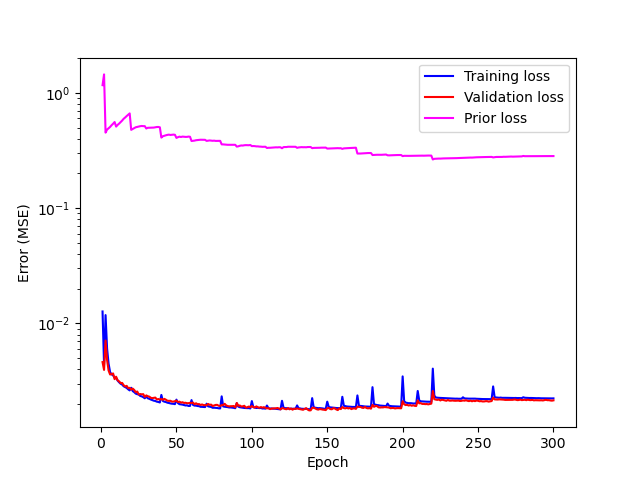 Training loss
Validation loss
Prior loss
10⁰
10⁻¹
10⁻²
Error (MSE)
0 50 100 150 200 250 300
Epoch